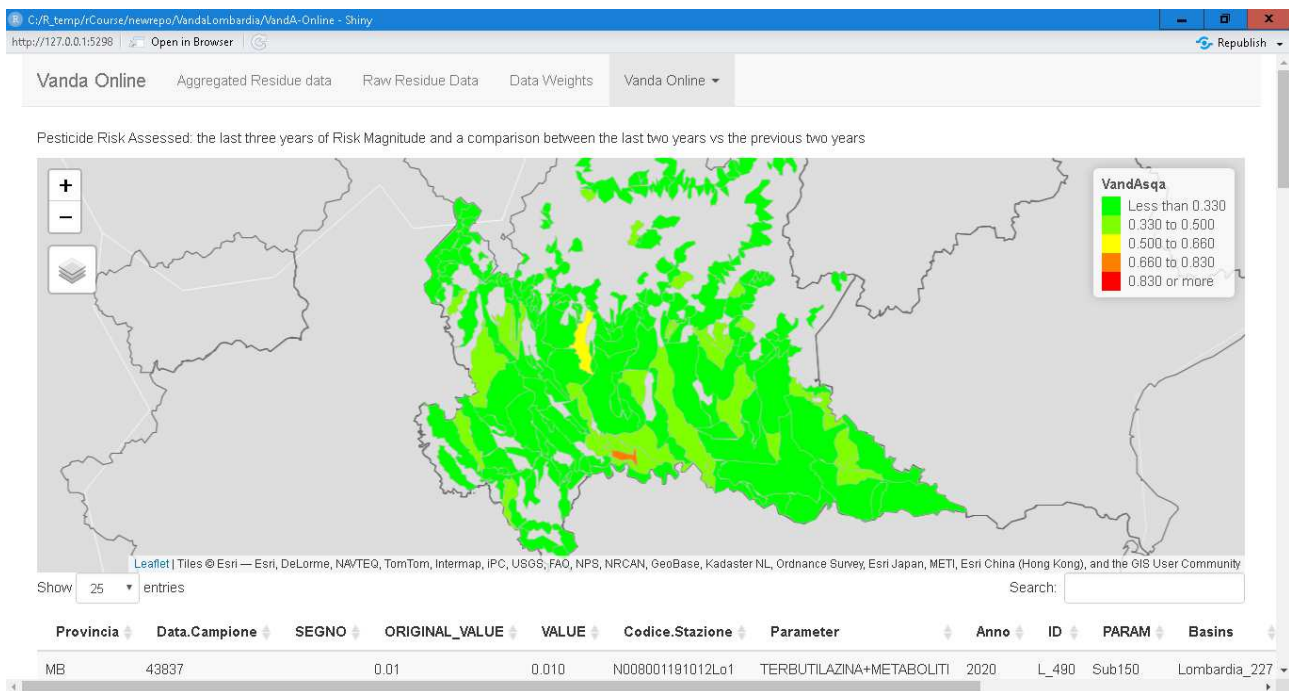 C:/R_temp/rCourse/newrepo/VandaLombardia/VandA-Online - Shiny
http://127.0.0.1:5298 Open in Browser Republish
Vanda Online Aggregated Residue data Raw Residue Data Data Weights Vanda Online
Pesticide Risk Assessed: the last three years of Risk Magnitude and a comparison between the last two years vs the previous two years
+
−
VandAsqa
Less than 0.330
0.330 to 0.500
0.500 to 0.660
0.660 to 0.830
0.830 or more
Leaflet | Tiles © Esri — Esri, DeLorme, NAVTEQ, TomTom, Intermap, iPC, USGS, FAO, NPS, NRCAN, GeoBase, Kadaster NL, Ordnance Survey, Esri Japan, METI, Esri China (Hong Kong), and the GIS User Community
Show 25 entries Search:
Provincia Data.Campione SEGNO ORIGINAL_VALUE VALUE Codice.Stazione Parameter Anno ID PARAM Basins
MB 43837 0.01 0.010 N008001191012Lo1 TERBUTILAZINA+METABOLITI 2020 L_490 Sub150 Lombardia_227